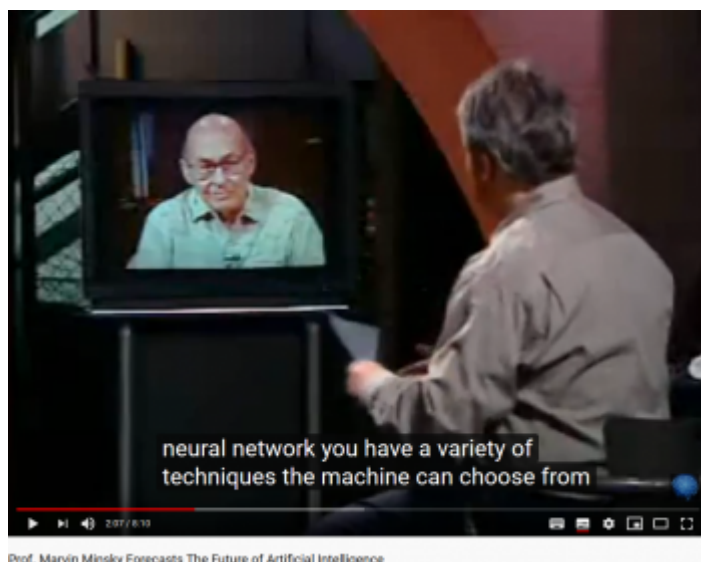 neural network you have a variety of
techniques the machine can choose from
2:07 / 8:10
Prof. Marvin Minsky Forecasts The Future of Artificial Intelligence